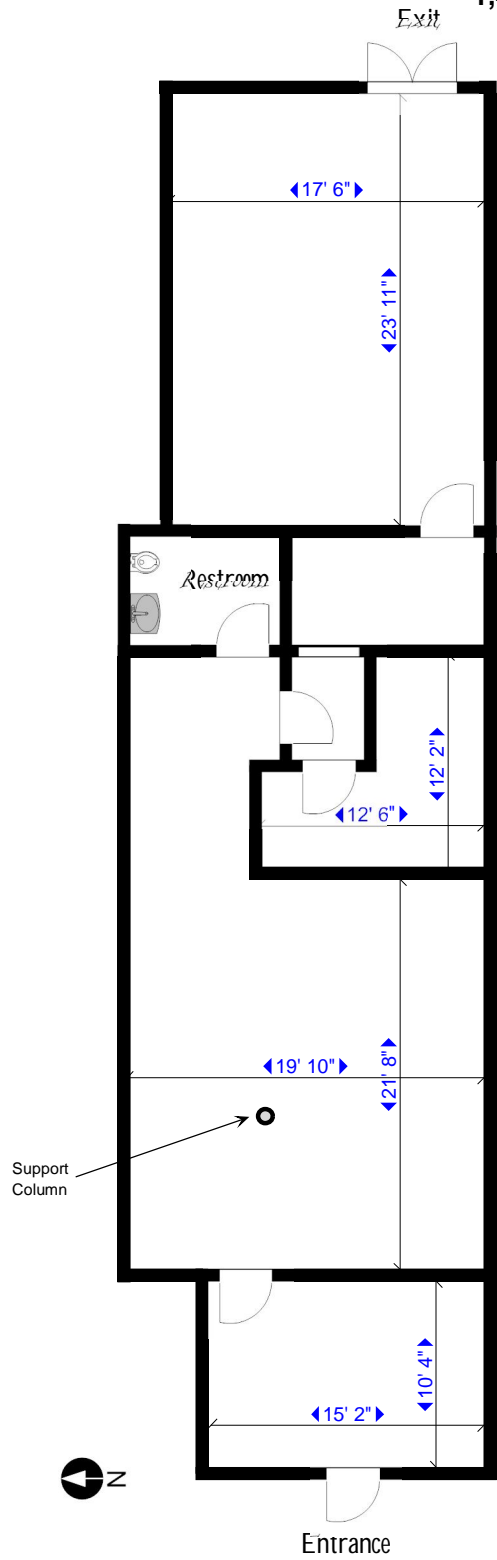 Exit
17' 6"
23' 11"
Restroom
12' 2"
12' 6"
21' 8"
19' 10"
Support
Column
10' 4"
15' 2"
N
Entrance